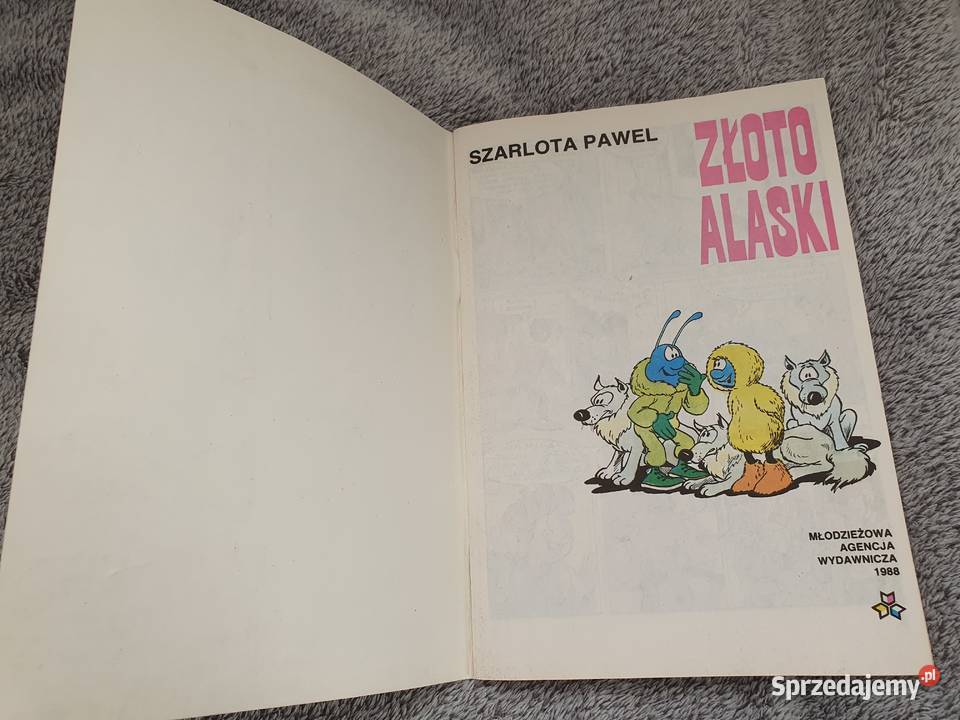 SZARLOTA PAWEL
ZŁOTO
ALASKI
MŁODZIEŻOWA
AGENCJA
WYDAWNICZA
1988
Sprzedajemy.pl